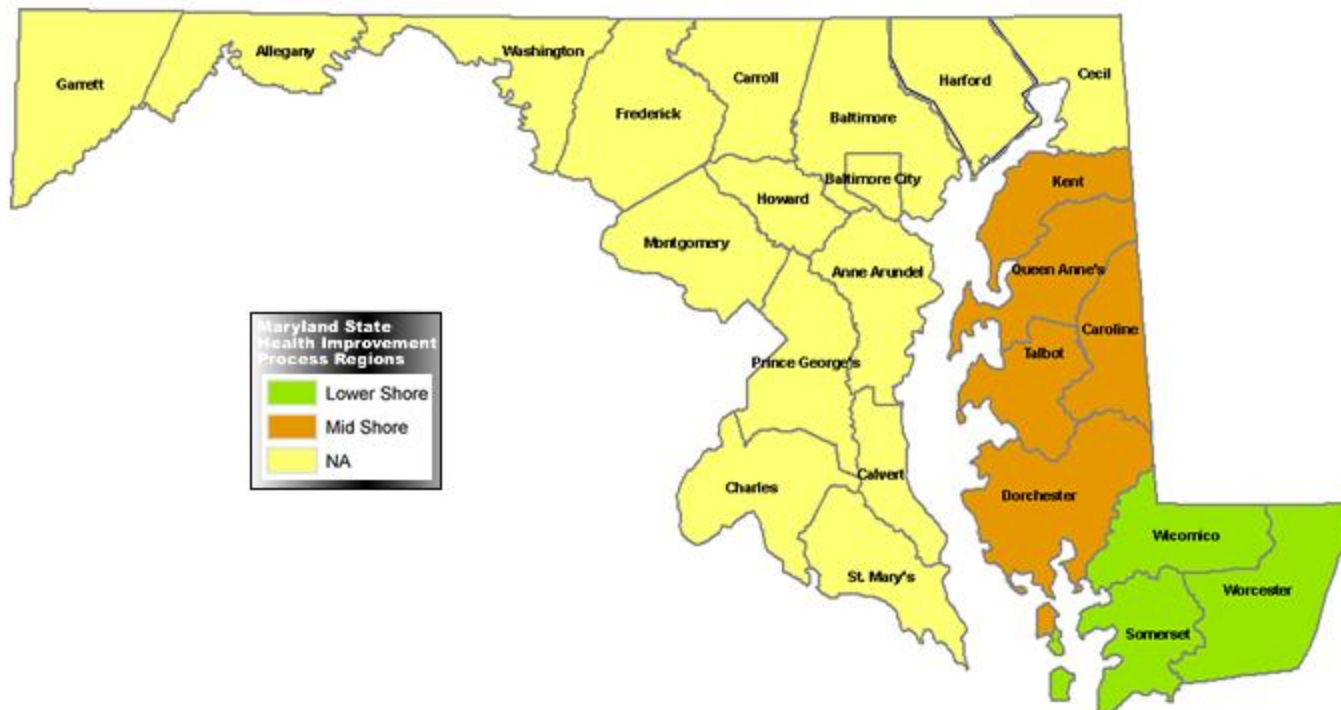 Garrett
Allegany
Washington
Frederick
Carroll
Baltimore
Harford
Cecil
Baltimore City
Howard
Montgomery
Anne Arundel
Prince George's
Charles
Calvert
St. Mary's
Kent
Queen Anne's
Caroline
Talbot
Dorchester
Wicomico
Worcester
Somerset
Maryland State
Health Improvement
Process Regions
Lower Shore
Mid Shore
NA